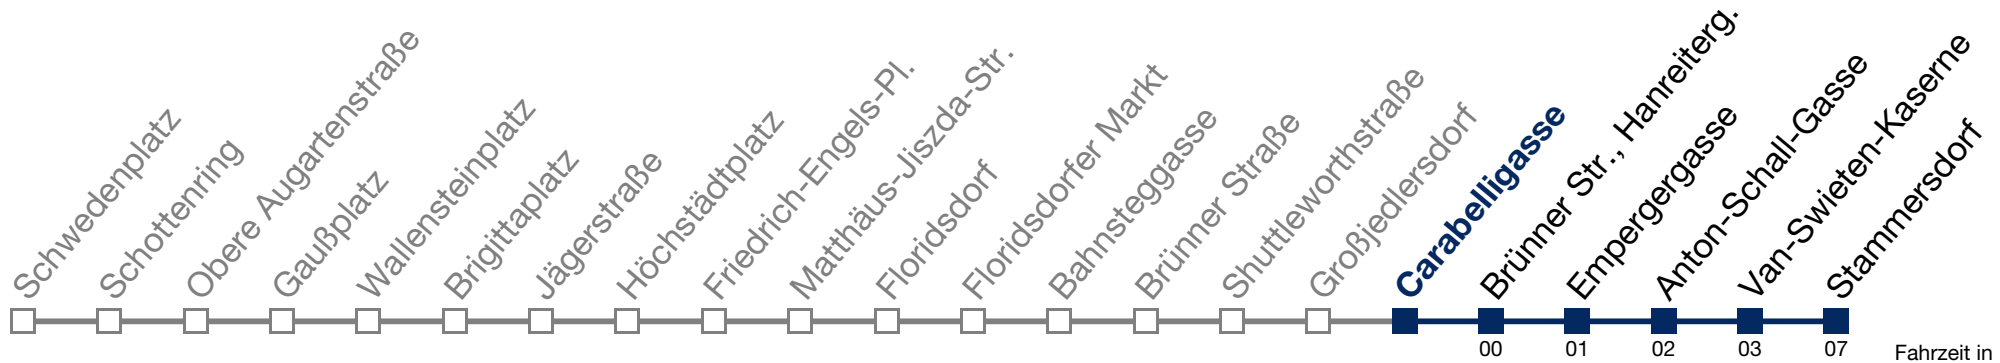 Schwedenplatz
Schottenring
Obere Augartenstraße
Gaußplatz
Wallensteinplatz
Brigittaplatz
Jägerstraße
Höchstädtplatz
Friedrich-Engels-Pl.
Matthäus-Jiszda-Str.
Floridsdorf
Floridsdorfer Markt
Bahnsteggasse
Brünner Straße
Shuttleworthstraße
Großjedlersdorf
Carabelligasse
Brünner Str., Hanreiterg.
Empergergasse
Anton-Schall-Gasse
Van-Swieten-Kaserne
Stammersdorf
00 01 02 03 07 Fahrzeit in